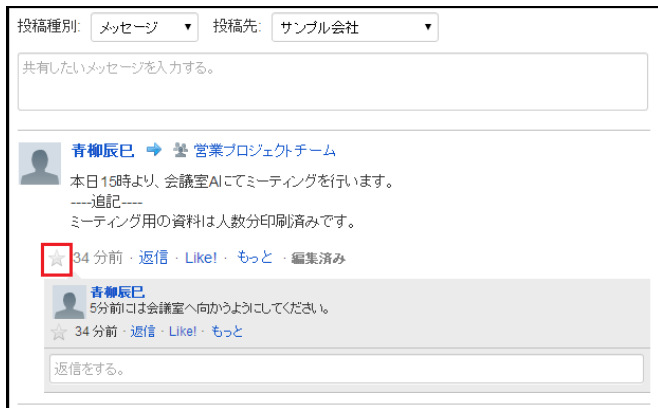 投稿種別: メッセージ 投稿先: サンプル会社
共有したいメッセージを入力する。
青柳辰巳 営業プロジェクトチーム
本日15時より、会議室Aにてミーティングを行います。
----追記----
ミーティング用の資料は人数分印刷済みです。
34 分前 · 返信 · Like! · もっと · 編集済み
青柳辰巳
5分前には会議室へ向かうようにしてください。
34 分前 · 返信 · Like! · もっと
返信をする。